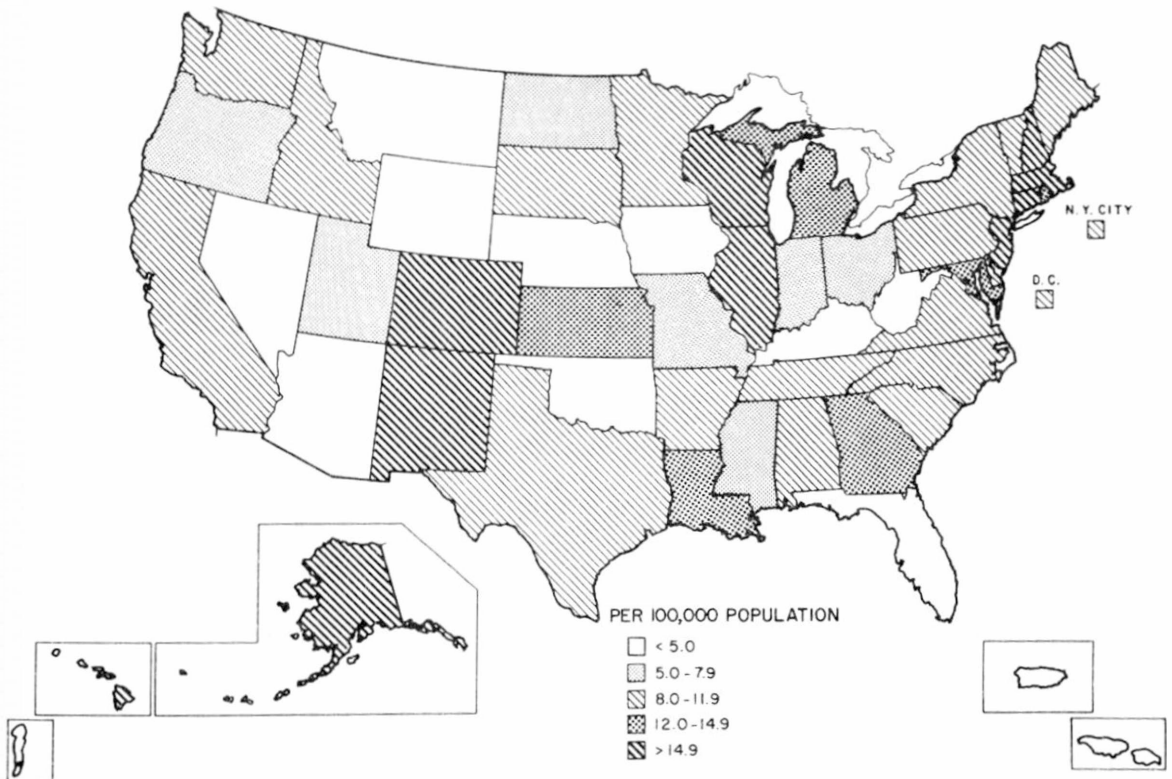 N.Y. CITY
D.C.
PER 100,000 POPULATION
< 5.0
5.0-7.9
8.0-11.9
12.0-14.9
>14.9